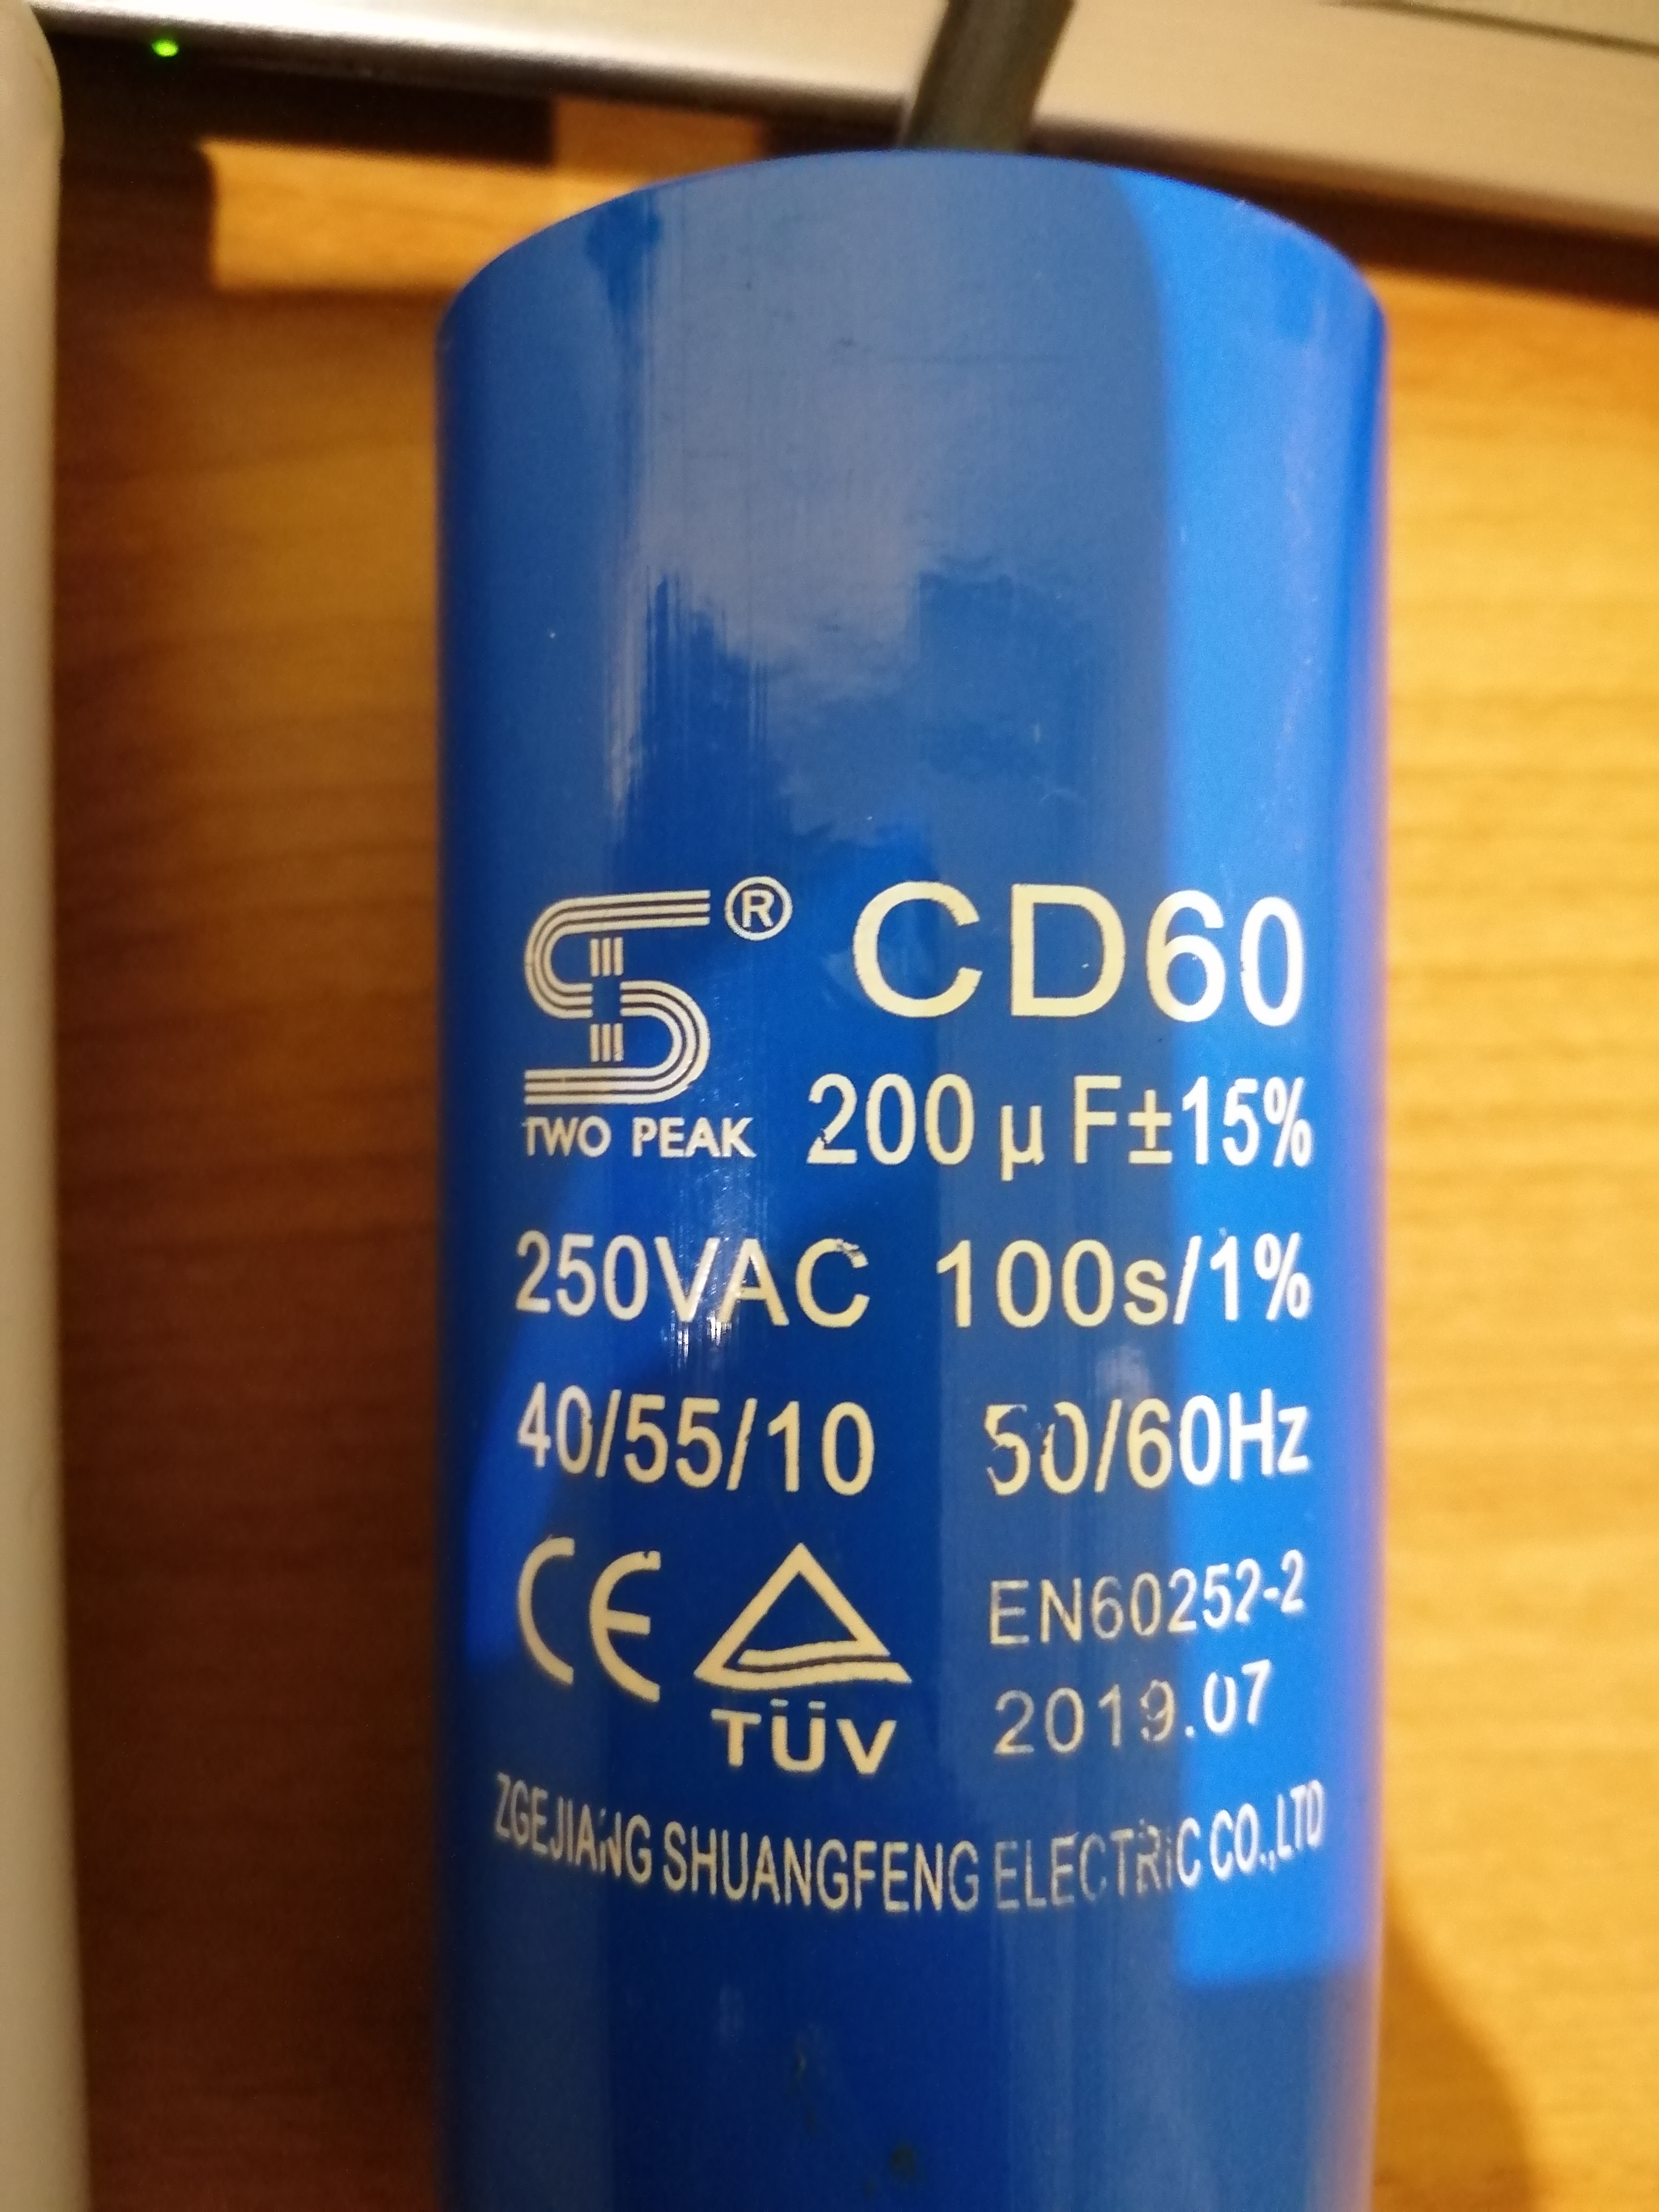 ® CD60
TWO PEAK 200μF±15%
250VAC 100s/1%
40/55/10 50/60Hz
CE TÜV EN60252-2
2019.07
ZGEJIANG SHUANGFENG ELECTRIC CO.,LTD